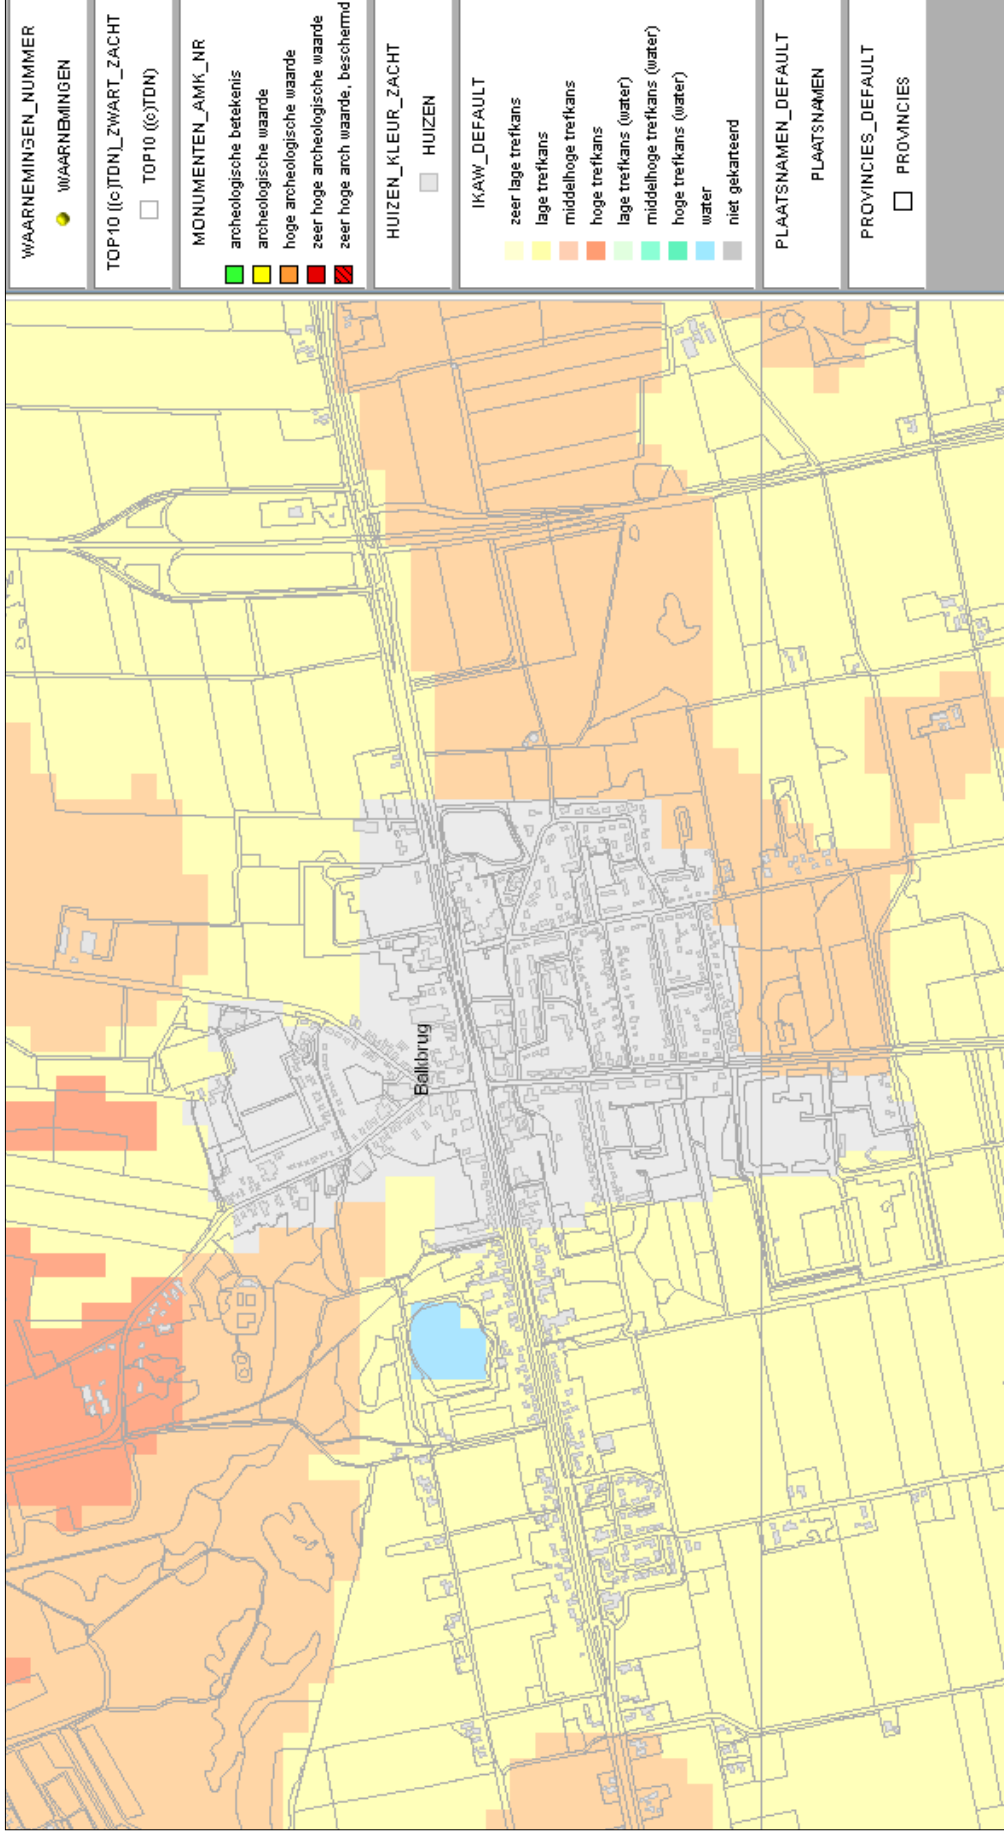 WAARNEMINGEN_NUMMER
WAARNEMINGEN
TOP10 ((c)TDN)_ZWART_ZACHT
TOP10 ((c)TDN)
MONUMENTEN_AMK_NR
archeologische betekenis
archeologische waarde
hoge archeologische waarde
zeer hoge archeologische waarde
zeer hoge arch waarde, beschermd
HUIZEN_KLEUR_ZACHT
HUIZEN
IKAW_DEFAULT
zeer lage trefkans
lage trefkans
middelhoge trefkans
hoge trefkans
lage trefkans (water)
middelhoge trefkans (water)
hoge trefkans (water)
water
niet gekarteerd
PLAATSNAMEN_DEFAULT
PLAATSNAMEN
PROVINCIES_DEFAULT
PROVINCIES
Balkbrug